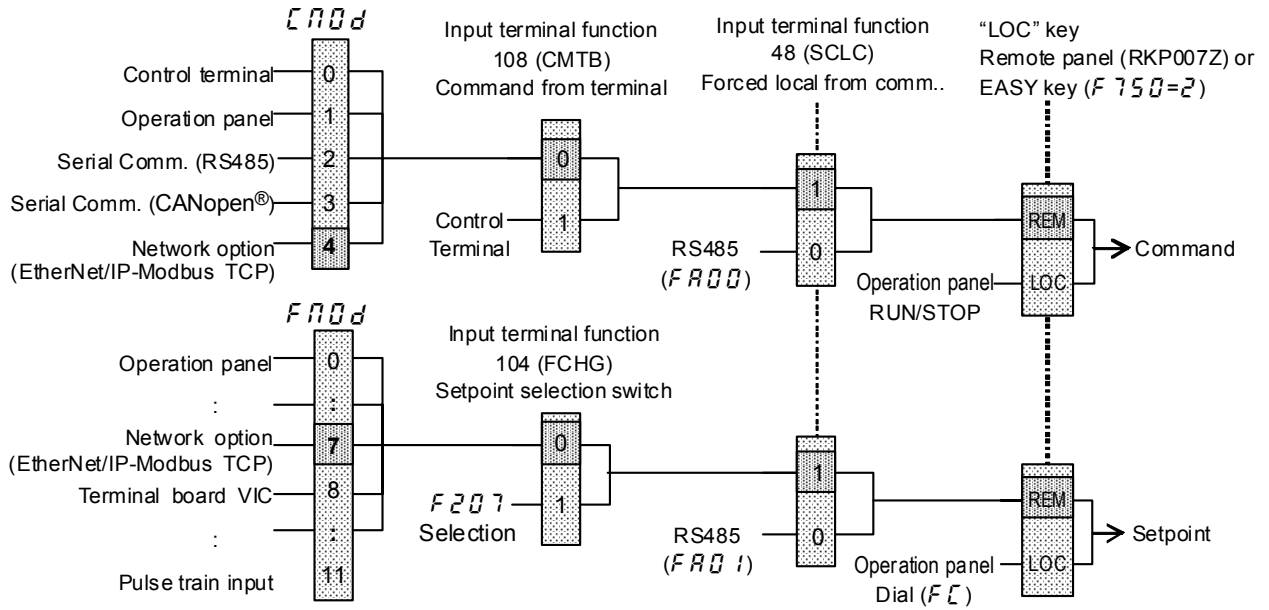 CMOd
Input terminal function
108 (CMTB)
Command from terminal
Input terminal function
48 (SCLC)
Forced local from comm..
“LOC” key
Remote panel (RKP007Z) or
EASY key (F750=2)
Control terminal
0
Operation panel
1
Serial Comm. (RS485)
2
Serial Comm. (CANopen®)
3
Network option
(EtherNet/IP-Modbus TCP)
4
0
1
Control
Terminal
1
0
RS485
(FA00)
REM
LOC
Operation panel
RUN/STOP
Command
FMOd
Input terminal function
104 (FCHG)
Setpoint selection switch
Operation panel
0
:
:
Network option
(EtherNet/IP-Modbus TCP)
7
Terminal board VIC
8
:
:
Pulse train input
11
0
1
F207
Selection
1
0
RS485
(FA01)
REM
LOC
Operation panel
Dial (FC)
Setpoint